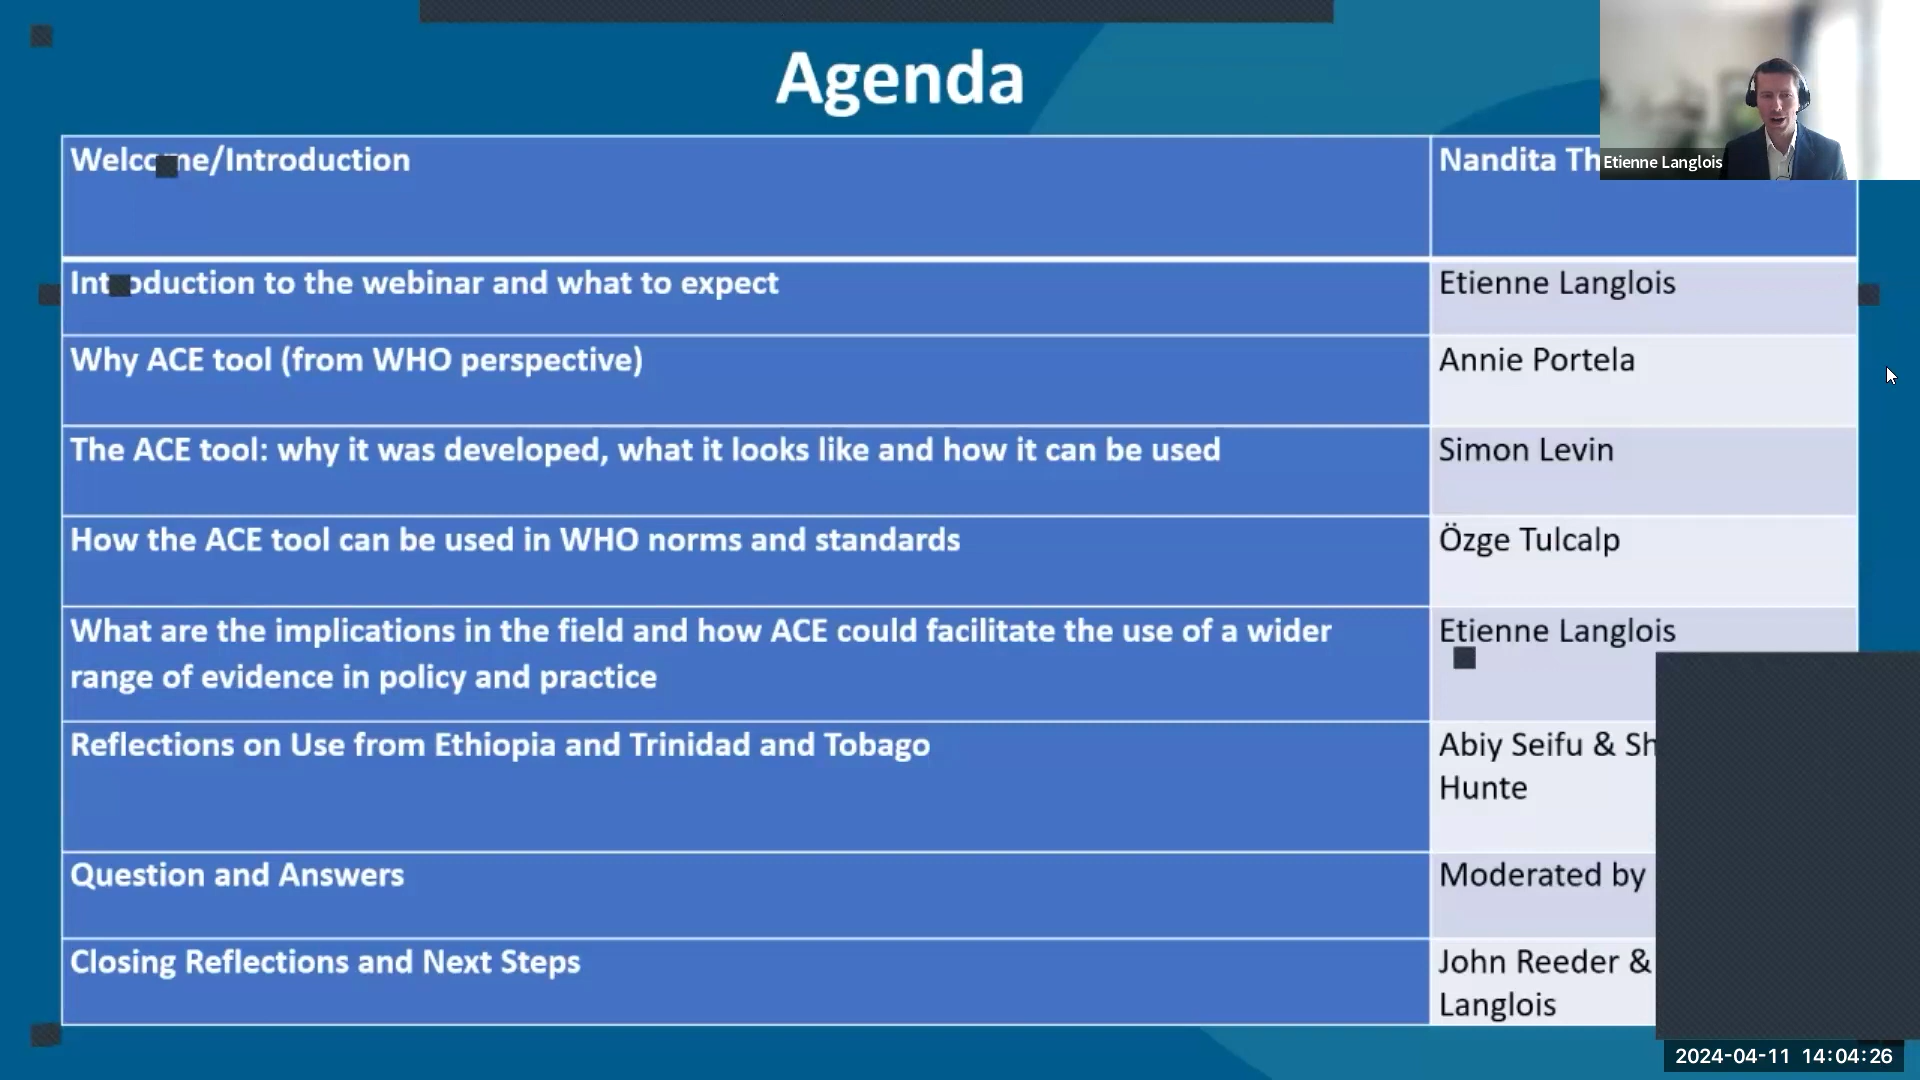 Agenda
Welcome/Introduction
Nandita Th
Etienne Langlois
Introduction to the webinar and what to expect
Etienne Langlois
Why ACE tool (from WHO perspective)
Annie Portela
The ACE tool: why it was developed, what it looks like and how it can be used
Simon Levin
How the ACE tool can be used in WHO norms and standards
Özge Tulcalp
What are the implications in the field and how ACE could facilitate the use of a wider
range of evidence in policy and practice
Etienne Langlois
Reflections on Use from Ethiopia and Trinidad and Tobago
Abiy Seifu & Sh
Hunte
Question and Answers
Moderated by
Closing Reflections and Next Steps
John Reeder &
Langlois
2024-04-11 14:04:26